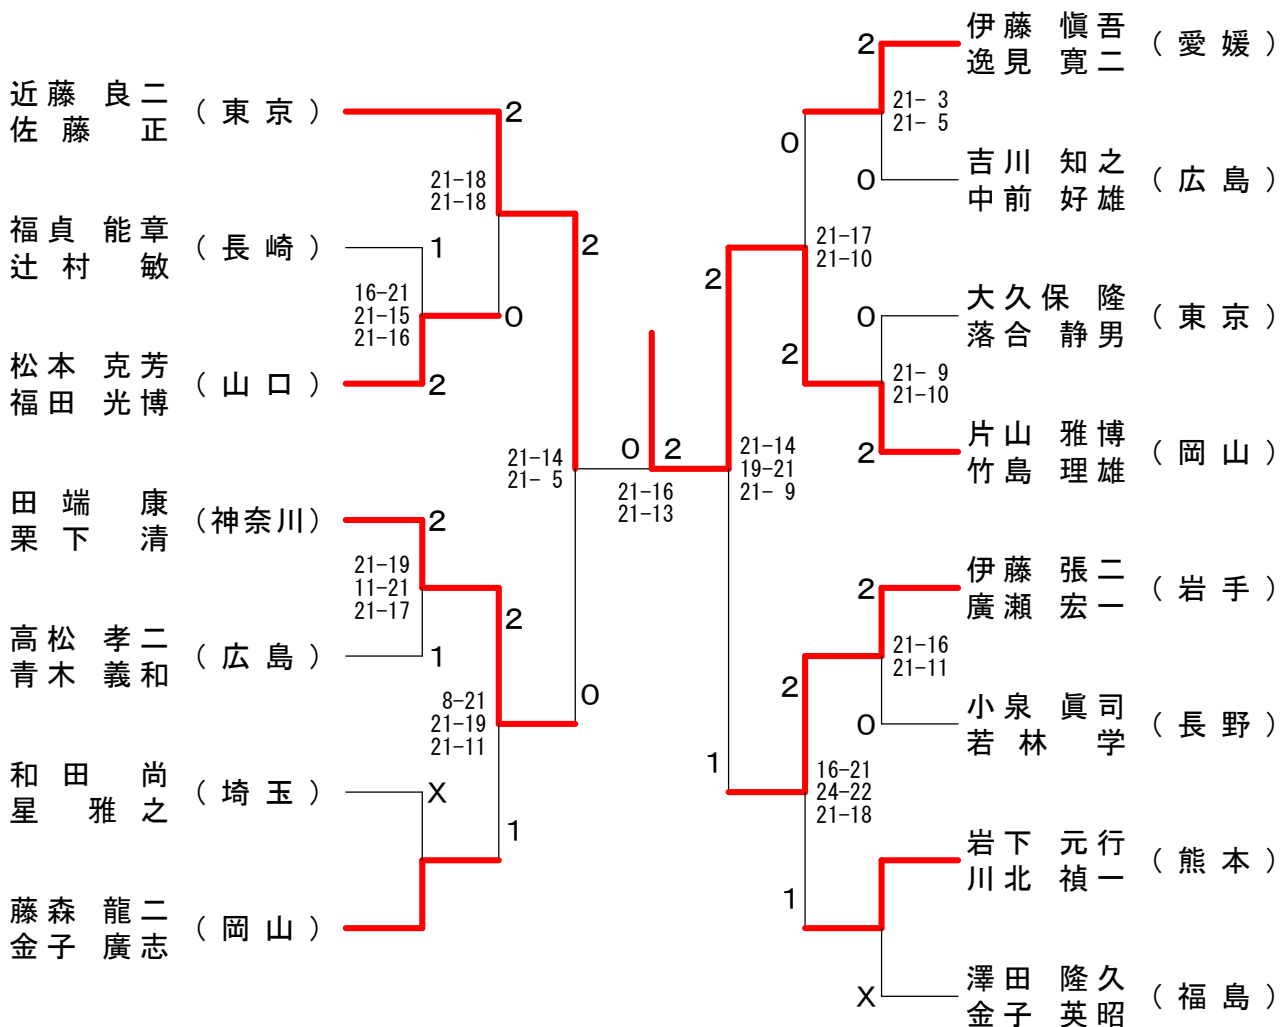 近藤 良二
佐藤 正
(東京)
2
21-18
21-18
福貞 能章
辻村 敏
(長崎)
1
16-21
21-15
21-16
0
松本 克芳
福田 光博
(山口)
2
2
21-14
21- 5
田端 康
栗下 清
(神奈川)
2
21-19
11-21
21-17
2
高松 孝二
青木 義和
(広島)
1
8-21
21-19
21-11
0
和田 尚
星 雅之
(埼玉)
X
1
藤森 龍二
金子 廣志
(岡山)
0
2
21-16
21-13
伊藤 愼吾
逸見 寛二
(愛媛)
2
21- 3
21- 5
0
吉川 知之
中前 好雄
(広島)
0
21-17
21-10
2
大久保 隆
落合 静男
(東京)
0
2
21- 9
21-10
片山 雅博
竹島 理雄
(岡山)
2
21-14
19-21
21- 9
伊藤 張二
廣瀬 宏一
(岩手)
2
21-16
21-11
2
小泉 眞司
若林 学
(長野)
0
1
16-21
24-22
21-18
岩下 元行
川北 禎一
(熊本)
1
澤田 隆久
金子 英昭
(福島)
X